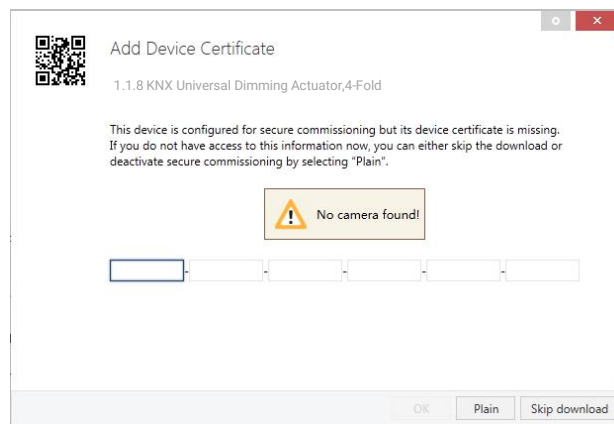 Add Device Certificate
1.1.8 KNX Universal Dimming Actuator,4-Fold
This device is configured for secure commissioning but its device certificate is missing.
If you do not have access to this information now, you can either skip the download or
deactivate secure commissioning by selecting "Plain".
No camera found!
- - - - -
OK Plain Skip download